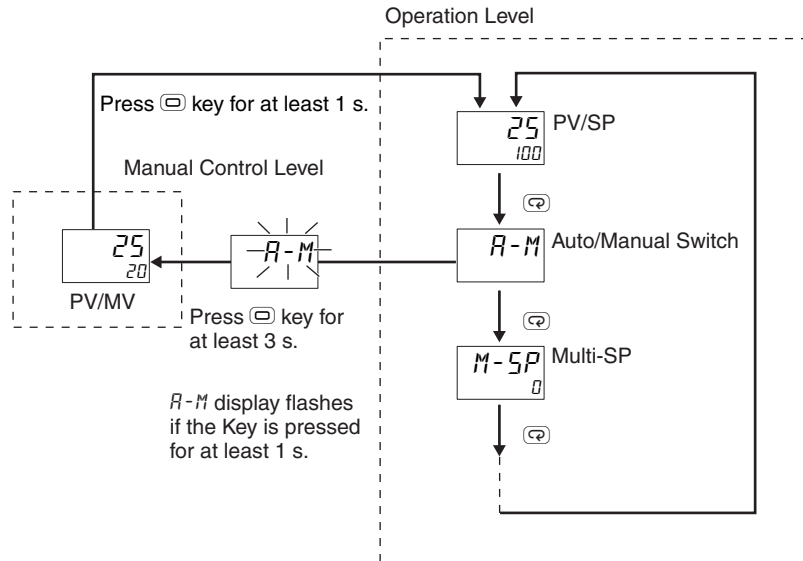 Operation Level
Press key for at least 1 s.
25
100
PV/SP
Manual Control Level
25
20
PV/MV
A-M
A-M
Auto/Manual Switch
Press key for
at least 3 s.
M-SP
0
Multi-SP
A-M display flashes
if the Key is pressed
for at least 1 s.